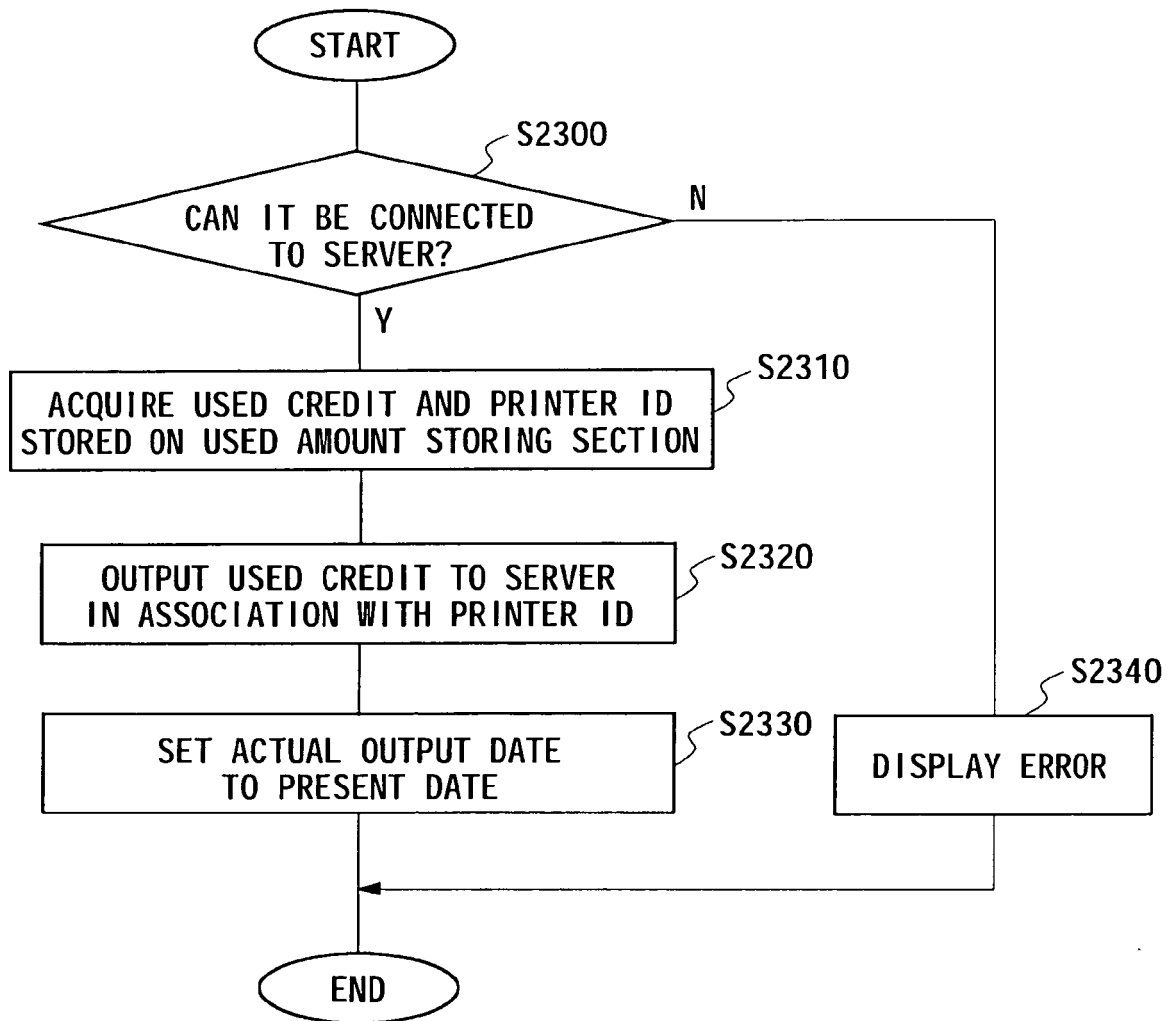 START
S2300
CAN IT BE CONNECTED
TO SERVER?
N
Y
S2310
ACQUIRE USED CREDIT AND PRINTER ID
STORED ON USED AMOUNT STORING SECTION
S2320
OUTPUT USED CREDIT TO SERVER
IN ASSOCIATION WITH PRINTER ID
S2330
SET ACTUAL OUTPUT DATE
TO PRESENT DATE
S2340
DISPLAY ERROR
END